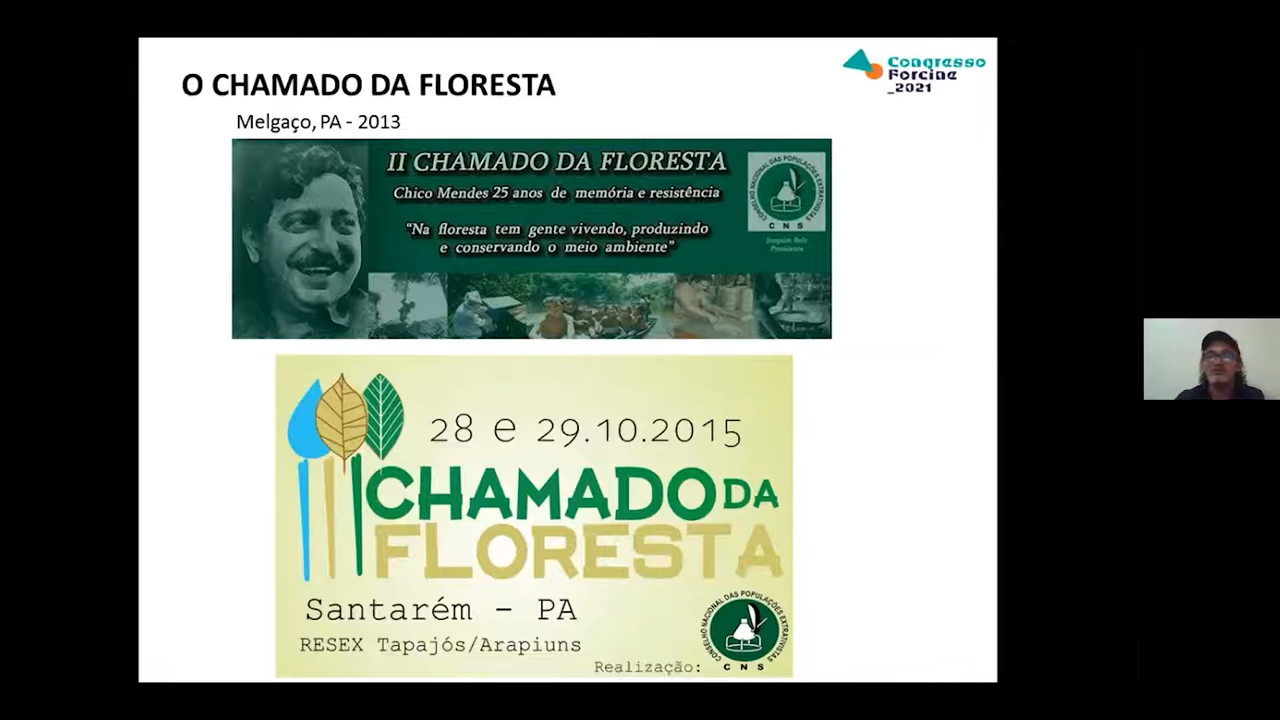 O CHAMADO DA FLORESTA
Congresso
Forcine
_2021
Melgaço, PA - 2013
II CHAMADO DA FLORESTA
Chico Mendes 25 anos de memória e resistência
“Na floresta tem gente vivendo, produzindo
e conservando o meio ambiente”
CONSELHO NACIONAL DAS POPULAÇÕES EXTRATIVISTAS
CNS
Presidente
28 e 29.10.2015
CHAMADO DA
FLORESTA
Santarém - PA
RESEX Tapajós/Arapiuns
Realização:
CONSELHO NACIONAL DAS POPULAÇÕES EXTRATIVISTAS
CNS